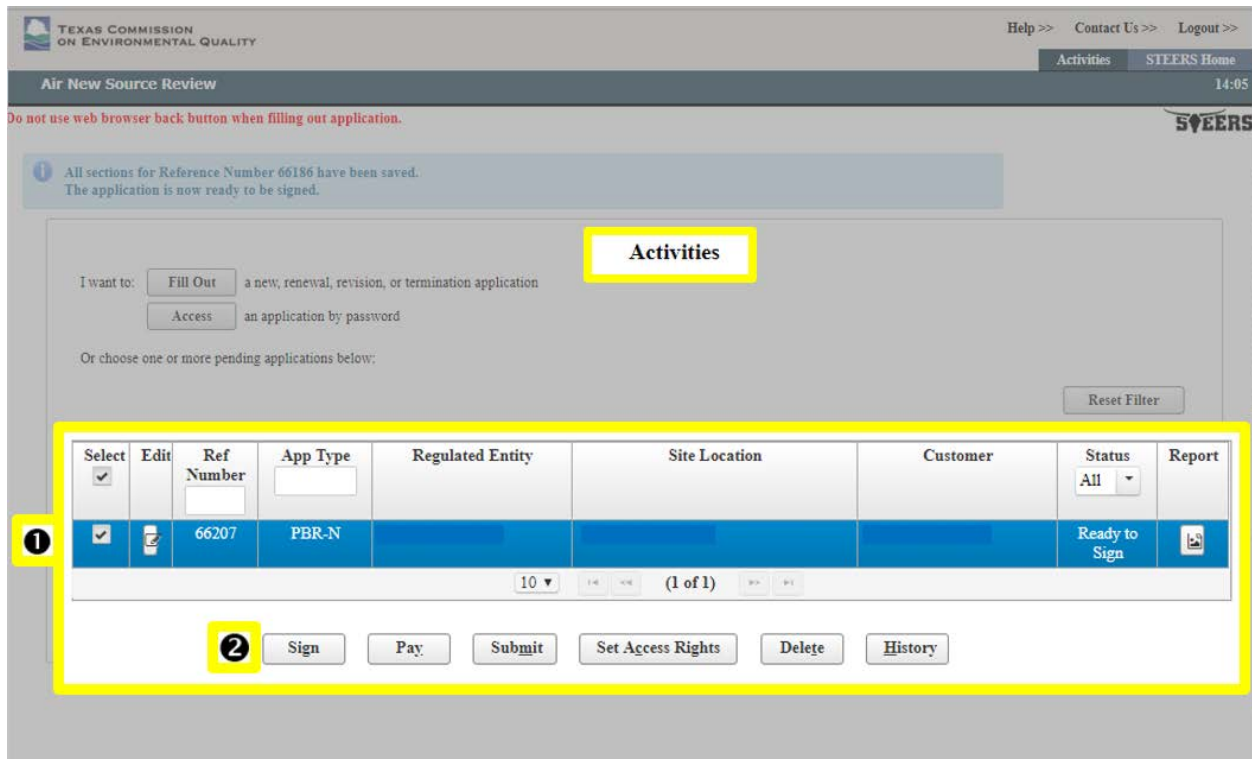 TEXAS COMMISSION
ON ENVIRONMENTAL QUALITY
Help >> Contact Us >> Logout >>
Activities STEERS Home
Air New Source Review 14:05
Do not use web browser back button when filling out application.
STEERS
All sections for Reference Number 66186 have been saved.
The application is now ready to be signed.
Activities
I want to: Fill Out a new, renewal, revision, or termination application
Access an application by password
Or choose one or more pending applications below:
Reset Filter
Select Edit Ref Number App Type Regulated Entity Site Location Customer Status Report
All
1 66207 PBR-N Ready to Sign
10 (1 of 1)
2 Sign Pay Submit Set Access Rights Delete History